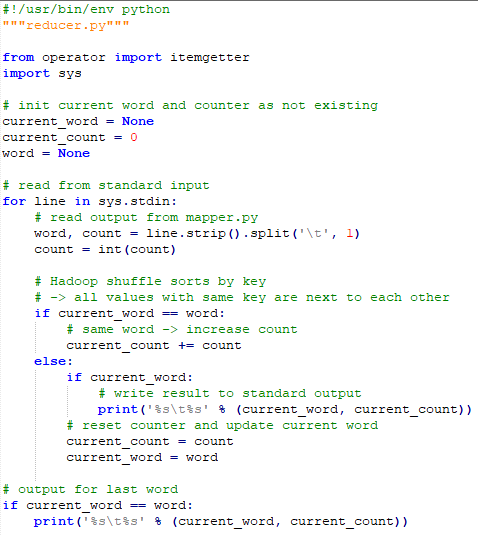 #!/usr/bin/env python
"""reducer.py"""

from operator import itemgetter
import sys

# init current word and counter as not existing
current_word = None
current_count = 0
word = None

# read from standard input
for line in sys.stdin:
    # read output from mapper.py
    word, count = line.strip().split('\t', 1)
    count = int(count)

    # Hadoop shuffle sorts by key
    # -> all values with same key are next to each other
    if current_word == word:
        # same word -> increase count
        current_count += count
    else:
        if current_word:
            # write result to standard output
            print('%s\t%s' % (current_word, current_count))
        # reset counter and update current word
        current_count = count
        current_word = word

# output for last word
if current_word == word:
    print('%s\t%s' % (current_word, current_count))